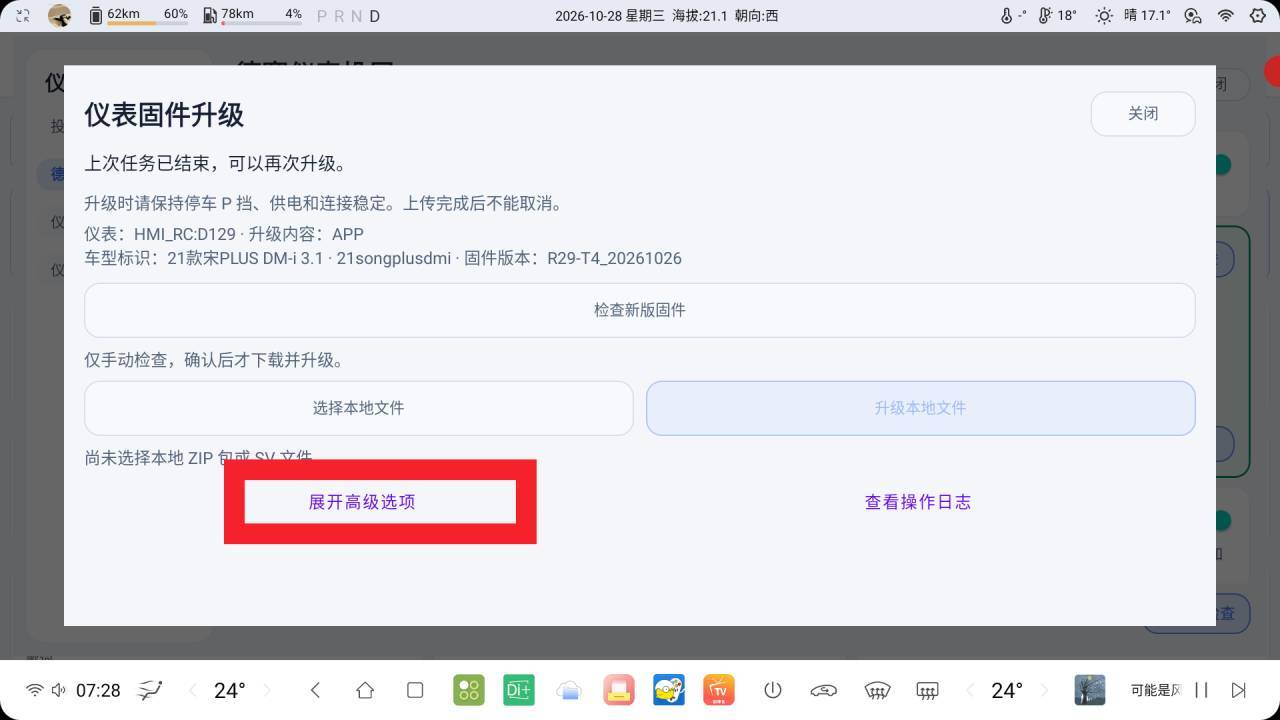 62km 60% 78km 4% P R N D 2026-10-28 星期三 海拔:21.1 朝向:西 -° 18° 晴 17.1°
仪表固件升级
关闭
上次任务已结束，可以再次升级。
升级时请保持停车 P 挡、供电和连接稳定。上传完成后不能取消。
仪表：HMI_RC:D129 · 升级内容：APP
车型标识：21款宋PLUS DM-i 3.1 · 21songplusdmi · 固件版本：R29-T4_20261026
检查新版固件
仅手动检查，确认后才下载并升级。
选择本地文件 升级本地文件
尚未选择本地 ZIP 包或 SV 文件
展开高级选项 查看操作日志
07:28 24° Di+ TV 24° 可能是风